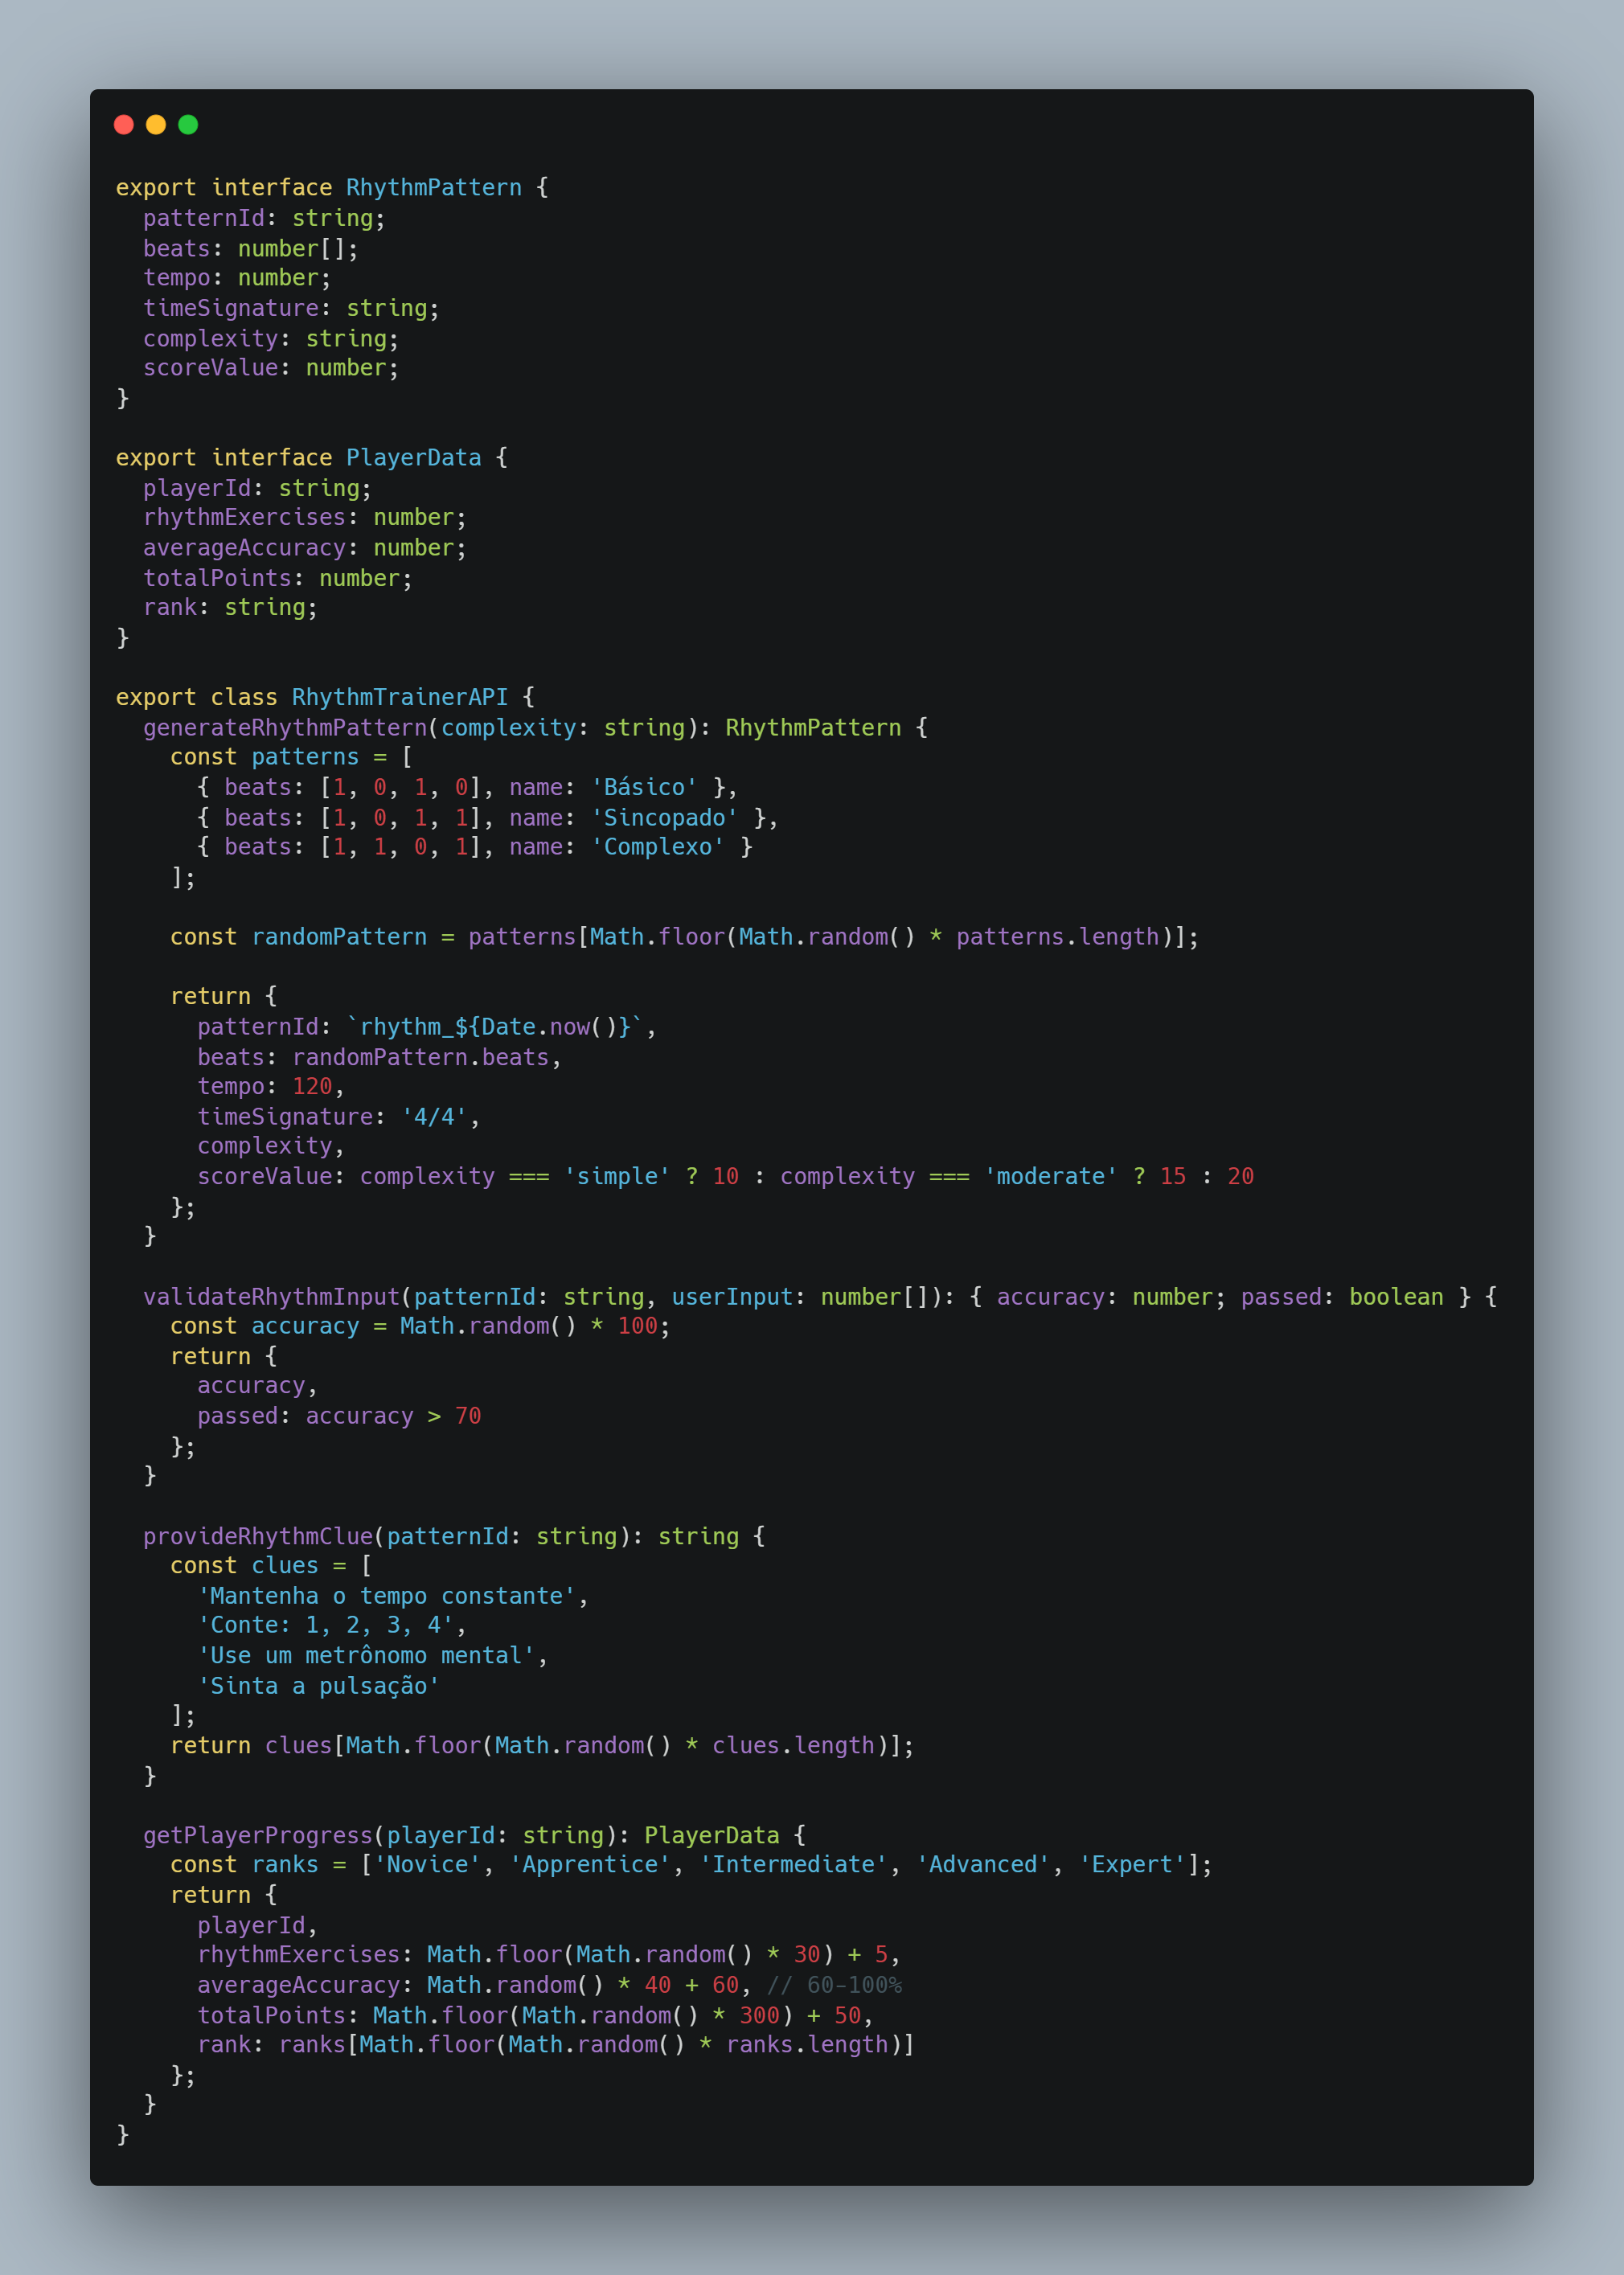 export interface RhythmPattern {
  patternId: string;
  beats: number[];
  tempo: number;
  timeSignature: string;
  complexity: string;
  scoreValue: number;
}

export interface PlayerData {
  playerId: string;
  rhythmExercises: number;
  averageAccuracy: number;
  totalPoints: number;
  rank: string;
}

export class RhythmTrainerAPI {
  generateRhythmPattern(complexity: string): RhythmPattern {
    const patterns = [
      { beats: [1, 0, 1, 0], name: 'Básico' },
      { beats: [1, 0, 1, 1], name: 'Sincopado' },
      { beats: [1, 1, 0, 1], name: 'Complexo' }
    ];

    const randomPattern = patterns[Math.floor(Math.random() * patterns.length)];

    return {
      patternId: `rhythm_${Date.now()}`,
      beats: randomPattern.beats,
      tempo: 120,
      timeSignature: '4/4',
      complexity,
      scoreValue: complexity === 'simple' ? 10 : complexity === 'moderate' ? 15 : 20
    };
  }

  validateRhythmInput(patternId: string, userInput: number[]): { accuracy: number; passed: boolean } {
    const accuracy = Math.random() * 100;
    return {
      accuracy,
      passed: accuracy > 70
    };
  }

  provideRhythmClue(patternId: string): string {
    const clues = [
      'Mantenha o tempo constante',
      'Conte: 1, 2, 3, 4',
      'Use um metrônomo mental',
      'Sinta a pulsação'
    ];
    return clues[Math.floor(Math.random() * clues.length)];
  }

  getPlayerProgress(playerId: string): PlayerData {
    const ranks = ['Novice', 'Apprentice', 'Intermediate', 'Advanced', 'Expert'];
    return {
      playerId,
      rhythmExercises: Math.floor(Math.random() * 30) + 5,
      averageAccuracy: Math.random() * 40 + 60, // 60-100%
      totalPoints: Math.floor(Math.random() * 300) + 50,
      rank: ranks[Math.floor(Math.random() * ranks.length)]
    };
  }
}